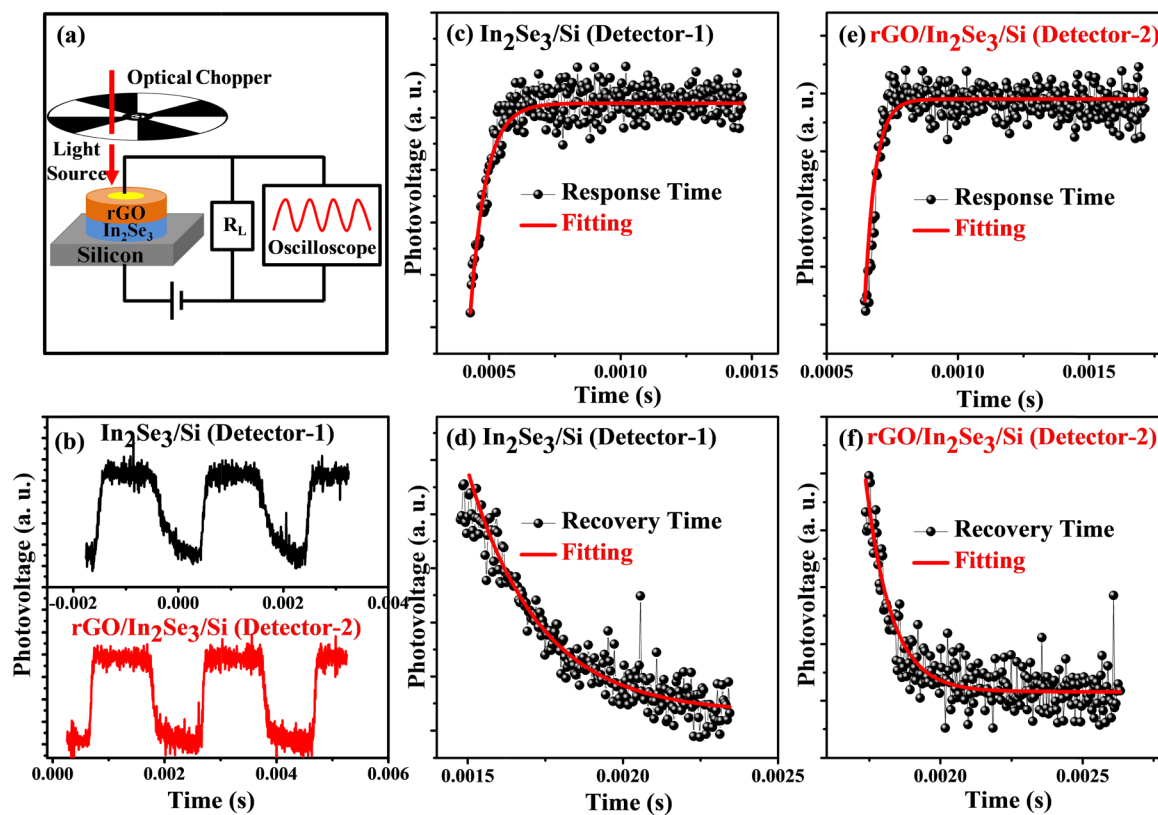 (a)
Optical Chopper
Light
Source
rGO
In2Se3
Silicon
RL
Oscilloscope
(b)
In2Se3/Si (Detector-1)
Photovoltage (a. u.)
-0.002 0.000 0.002 0.004
rGO/In2Se3/Si (Detector-2)
0.000 0.002 0.004 0.006
Time (s)
(c) In2Se3/Si (Detector-1)
Photovoltage (a. u.)
Response Time
Fitting
0.0005 0.0010 0.0015
Time (s)
(d) In2Se3/Si (Detector-1)
Photovoltage (a. u.)
Recovery Time
Fitting
0.0015 0.0020 0.0025
Time (s)
(e) rGO/In2Se3/Si (Detector-2)
Photovoltage (a. u.)
Response Time
Fitting
0.0005 0.0010 0.0015
Time (s)
(f) rGO/In2Se3/Si (Detector-2)
Photovoltage (a. u.)
Recovery Time
Fitting
0.0020 0.0025
Time (s)